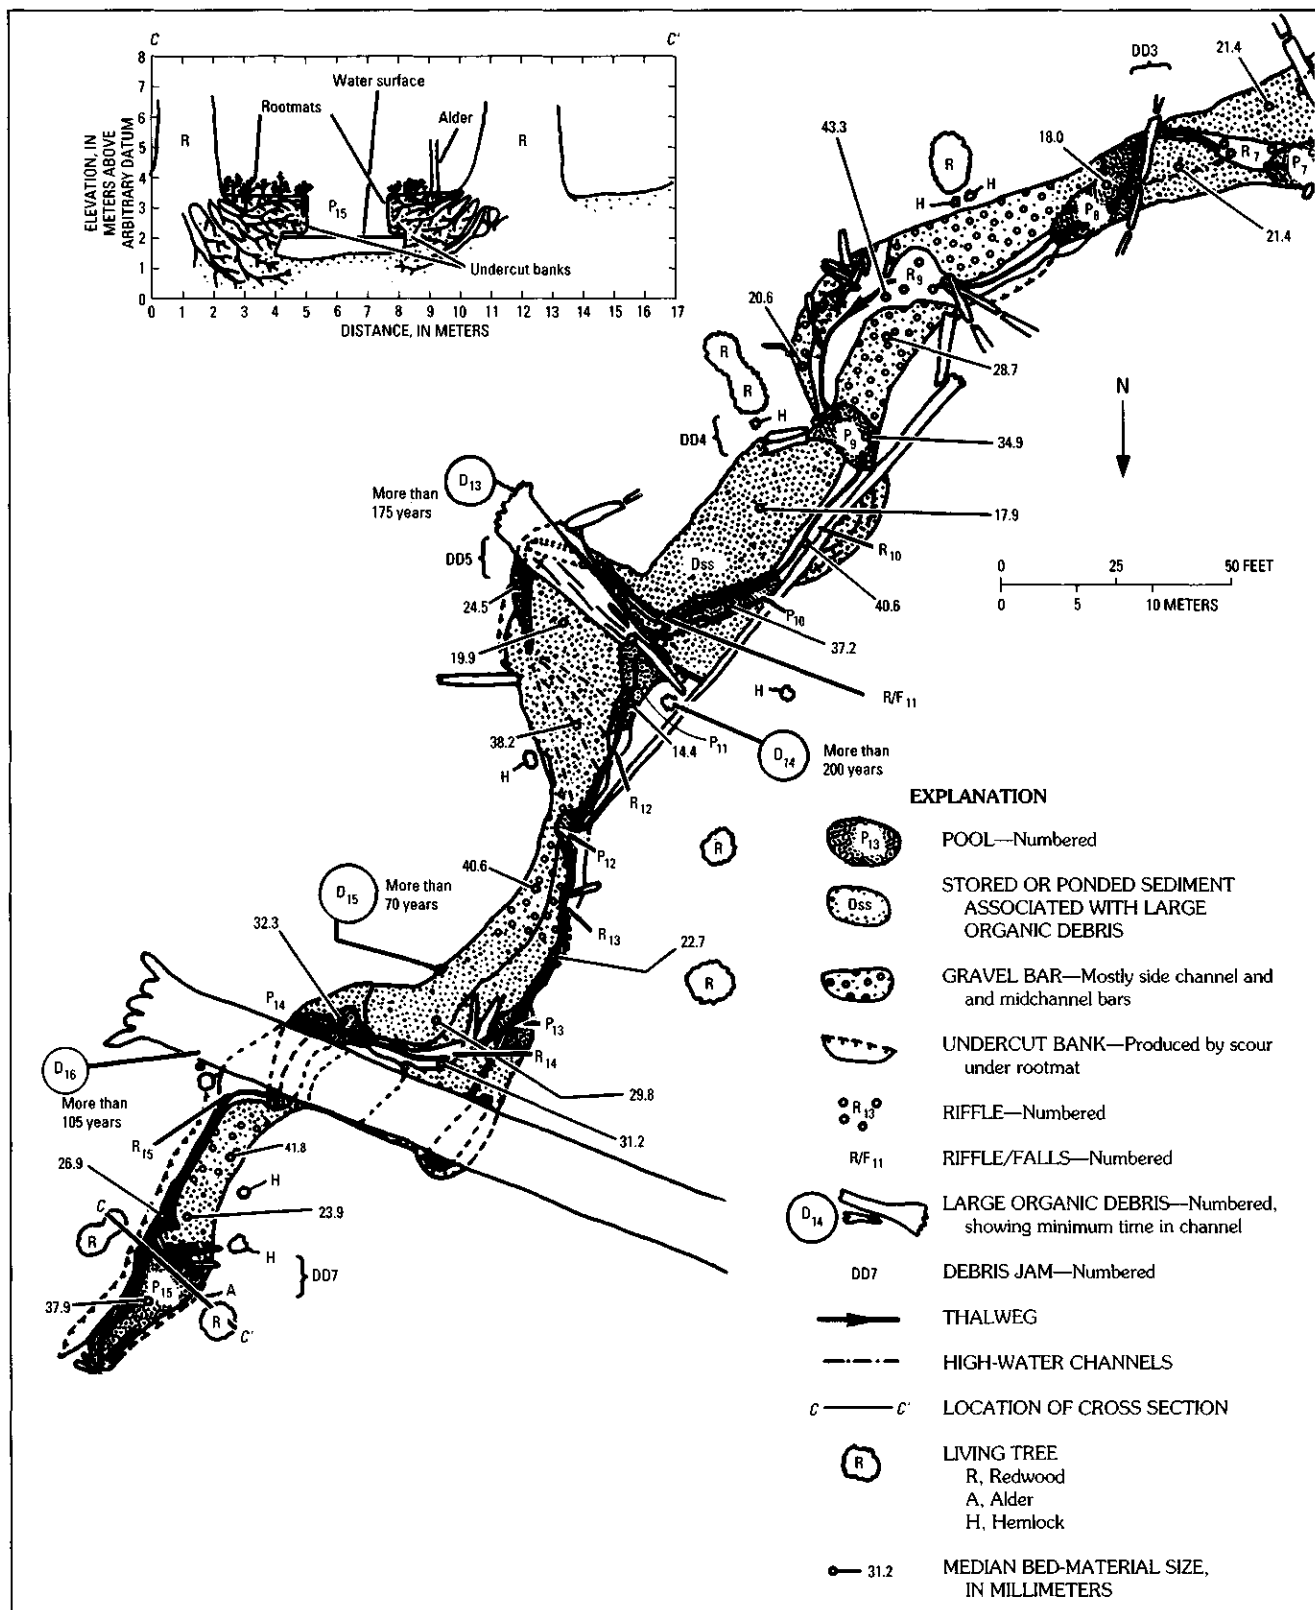 C
C'
8
7
6
5
4
3
2
1
0
ELEVATION, IN
METERS ABOVE
ARBITRARY DATUM
Water surface
Rootmats
Alder
R
R
P15
Undercut banks
0 1 2 3 4 5 6 7 8 9 10 11 12 13 14 15 16 17
DISTANCE, IN METERS
DD3
21.4
43.3
18.0
R
H
H
R7
P7
P8
21.4
R9
20.6
28.7
R
R
H
DD4
P9
34.9
N
D13
More than
175 years
17.9
DD5
Dss
R10
0 25 50 FEET
0 5 10 METERS
24.5
40.6
P10
37.2
19.9
R/F11
H
38.2
14.4
P11
D14
More than
200 years
H
R12
R
P12
40.6
D15
More than
70 years
32.3
R13
22.7
R
P14
P13
R14
D16
More than
105 years
29.8
31.2
R15
41.8
26.9
H
C
23.9
R
H
DD7
P15
A
37.9
R
C'
EXPLANATION
P13
POOL—Numbered
Dss
STORED OR PONDED SEDIMENT
ASSOCIATED WITH LARGE
ORGANIC DEBRIS
GRAVEL BAR—Mostly side channel and
and midchannel bars
UNDERCUT BANK—Produced by scour
under rootmat
R13
RIFFLE—Numbered
R/F11
RIFFLE/FALLS—Numbered
D14
LARGE ORGANIC DEBRIS—Numbered,
showing minimum time in channel
DD7
DEBRIS JAM—Numbered
THALWEG
HIGH-WATER CHANNELS
C C'
LOCATION OF CROSS SECTION
R
LIVING TREE
R, Redwood
A, Alder
H, Hemlock
31.2
MEDIAN BED-MATERIAL SIZE,
IN MILLIMETERS